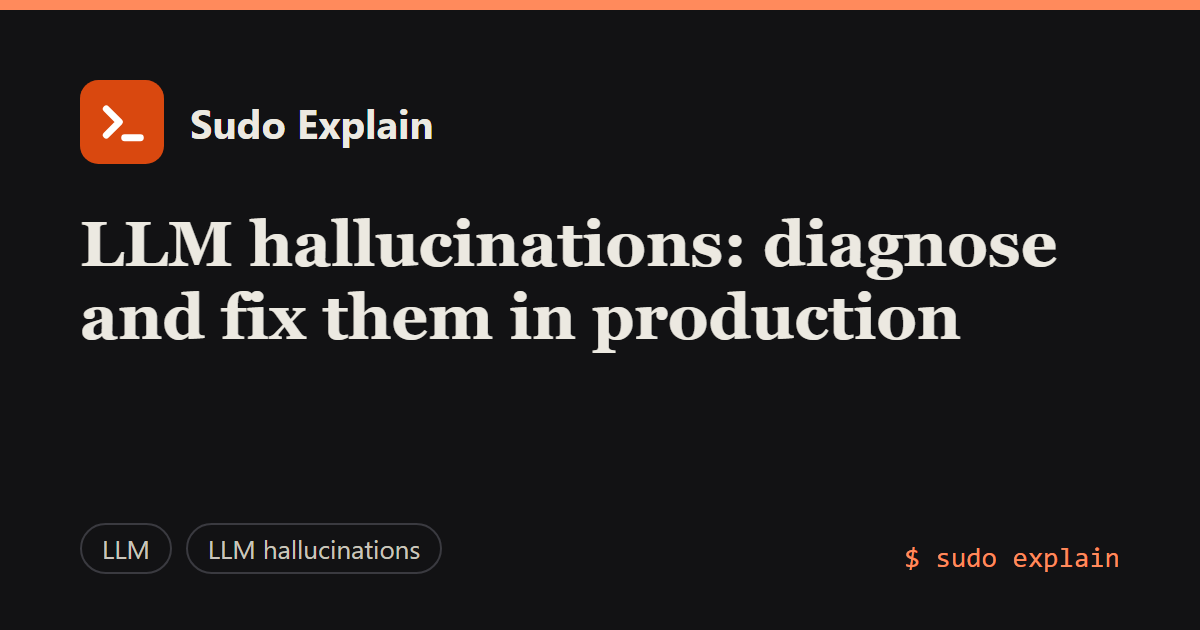 Sudo Explain
LLM hallucinations: diagnose
and fix them in production
LLM
LLM hallucinations
$ sudo explain